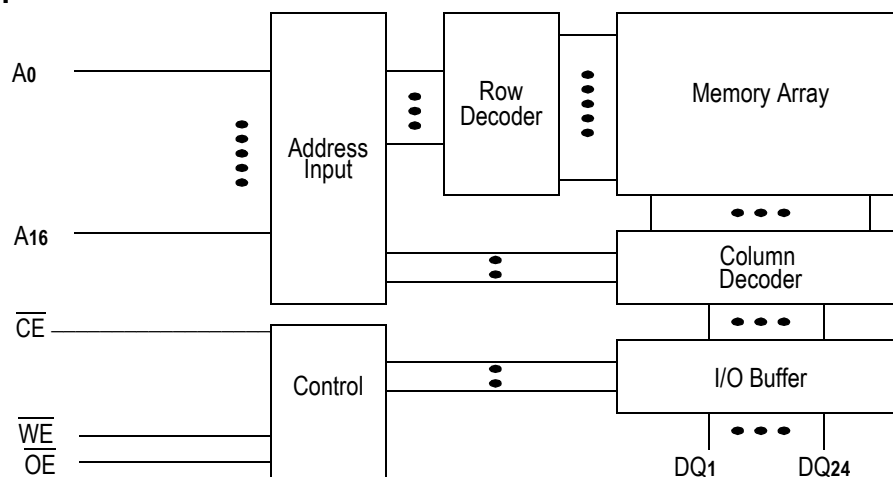 A0
A16
Address
Input
Row
Decoder
Memory Array
Column
Decoder
CE
WE
OE
Control
I/O Buffer
DQ1
DQ24